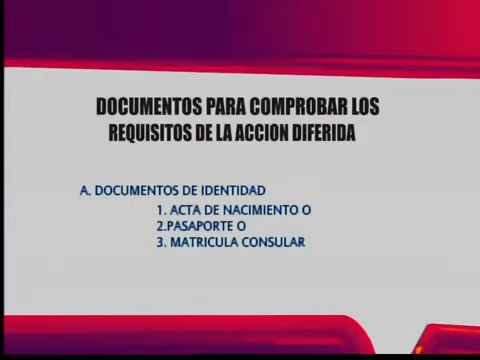 DOCUMENTOS PARA COMPROBAR LOS
REQUISITOS DE LA ACCION DIFERIDA
A. DOCUMENTOS DE IDENTIDAD
1. ACTA DE NACIMIENTO O
2.PASAPORTE O
3. MATRICULA CONSULAR